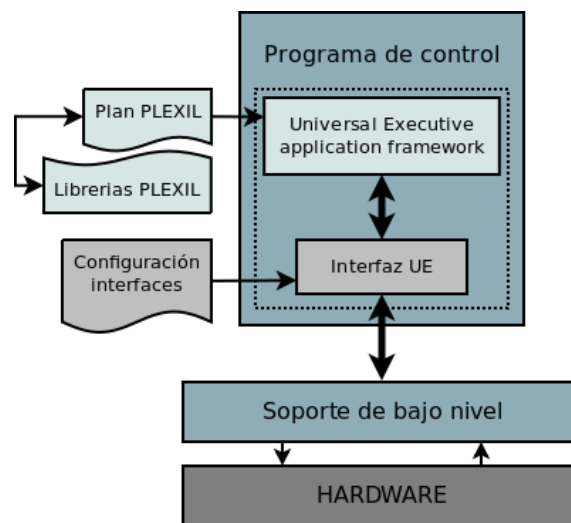 Programa de control
Plan PLEXIL
Universal Executive
application framework
Librerias PLEXIL
Configuración
interfaces
Interfaz UE
Soporte de bajo nivel
HARDWARE